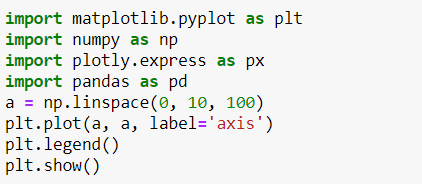 import matplotlib.pyplot as plt
import numpy as np
import plotly.express as px
import pandas as pd
a = np.linspace(0, 10, 100)
plt.plot(a, a, label='axis')
plt.legend()
plt.show()